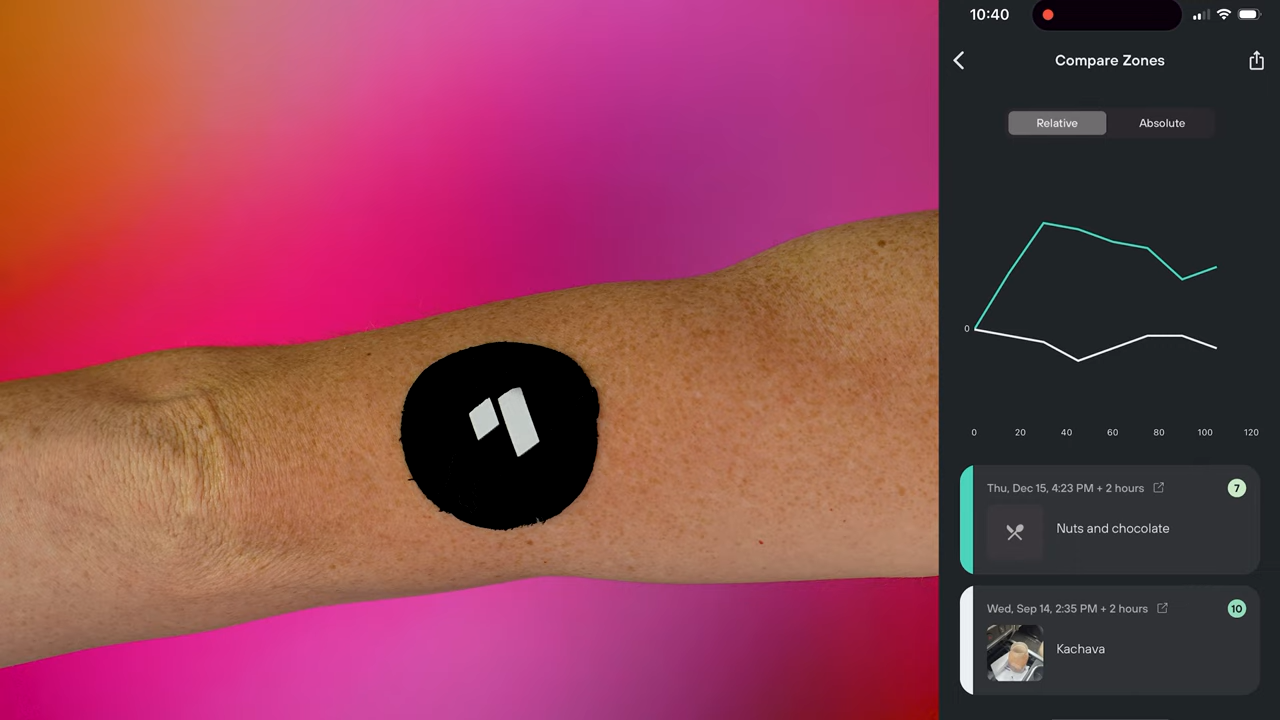 10:40
Compare Zones
Relative
Absolute
0
0 20 40 60 80 100 120
Thu, Dec 15, 4:23 PM + 2 hours
7
Nuts and chocolate
Wed, Sep 14, 2:35 PM + 2 hours
10
Kachava